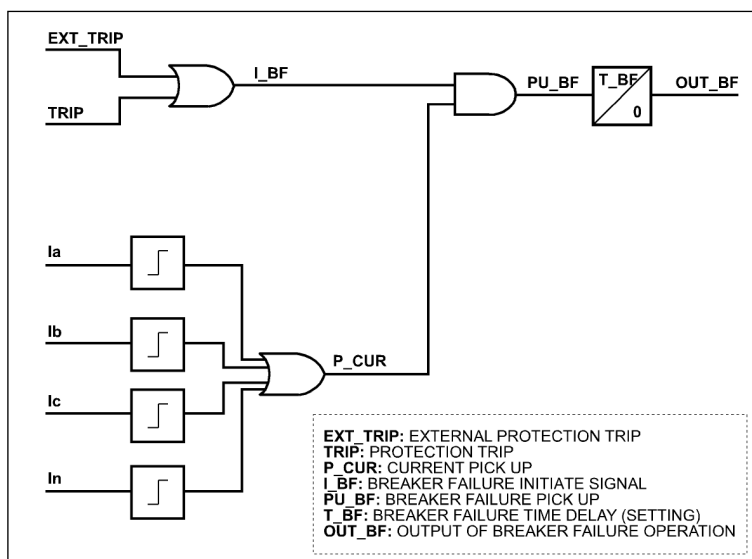 EXT_TRIP
I_BF
PU_BF
T_BF
0
OUT_BF
TRIP
Ia
Ib
Ic
In
P_CUR
EXT_TRIP: EXTERNAL PROTECTION TRIP
TRIP: PROTECTION TRIP
P_CUR: CURRENT PICK UP
I_BF: BREAKER FAILURE INITIATE SIGNAL
PU_BF: BREAKER FAILURE PICK UP
T_BF: BREAKER FAILURE TIME DELAY (SETTING)
OUT_BF: OUTPUT OF BREAKER FAILURE OPERATION